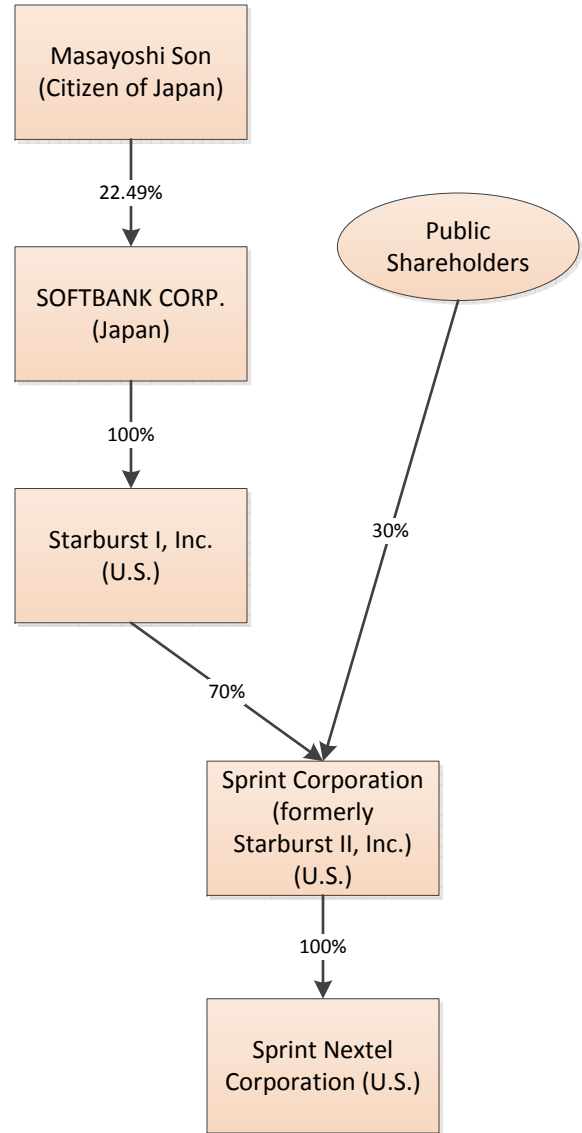 Masayoshi Son
(Citizen of Japan)
22.49%
Public
Shareholders
SOFTBANK CORP.
(Japan)
100%
Starburst I, Inc.
(U.S.)
30%
70%
Sprint Corporation
(formerly
Starburst II, Inc.)
(U.S.)
100%
Sprint Nextel
Corporation (U.S.)